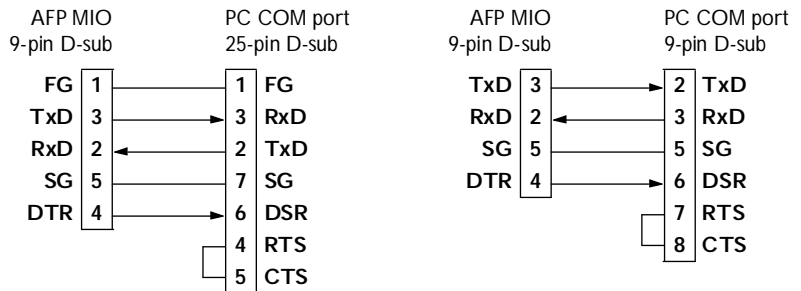 AFP MIO
9-pin D-sub
PC COM port
25-pin D-sub
FG 1 1 FG
TxD 3 3 RxD
RxD 2 2 TxD
SG 5 7 SG
DTR 4 6 DSR
4 RTS
5 CTS
AFP MIO
9-pin D-sub
PC COM port
9-pin D-sub
TxD 3 2 TxD
RxD 2 3 RxD
SG 5 5 SG
DTR 4 6 DSR
7 RTS
8 CTS